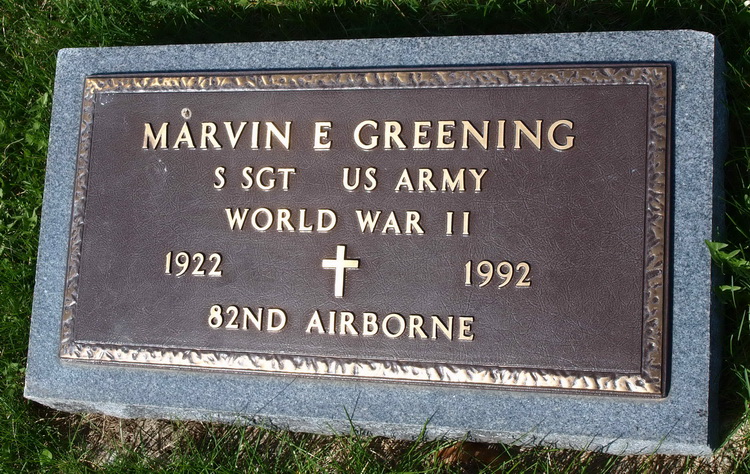 MARVIN E GREENING
S SGT US ARMY
WORLD WAR II
1922 1992
82ND AIRBORNE